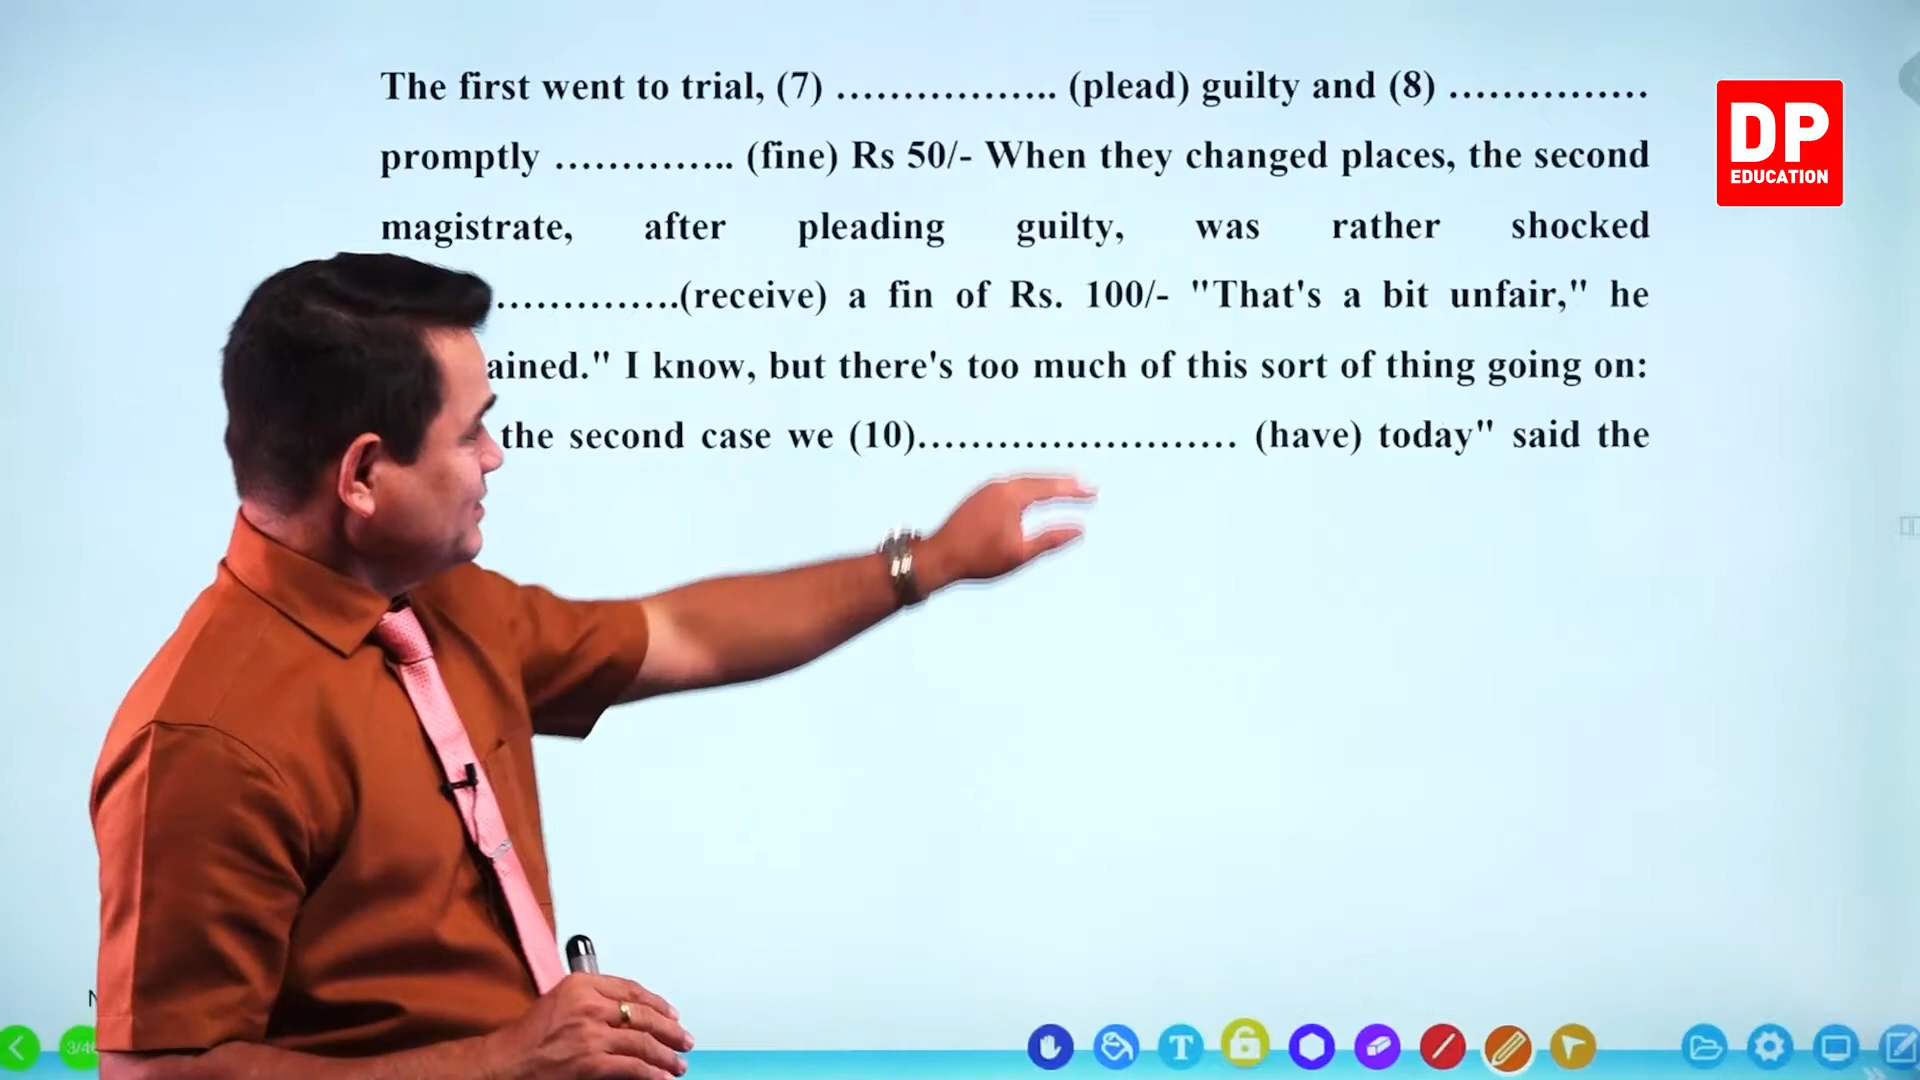 The first went to trial, (7) ……………….. (plead) guilty and (8) ……………
promptly ………….. (fine) Rs 50/- When they changed places, the second
magistrate, after pleading guilty, was rather shocked
…………..(receive) a fin of Rs. 100/- "That's a bit unfair," he
ained." I know, but there's too much of this sort of thing going on:
the second case we (10)…………………… (have) today" said the
DP
EDUCATION
3/4
T